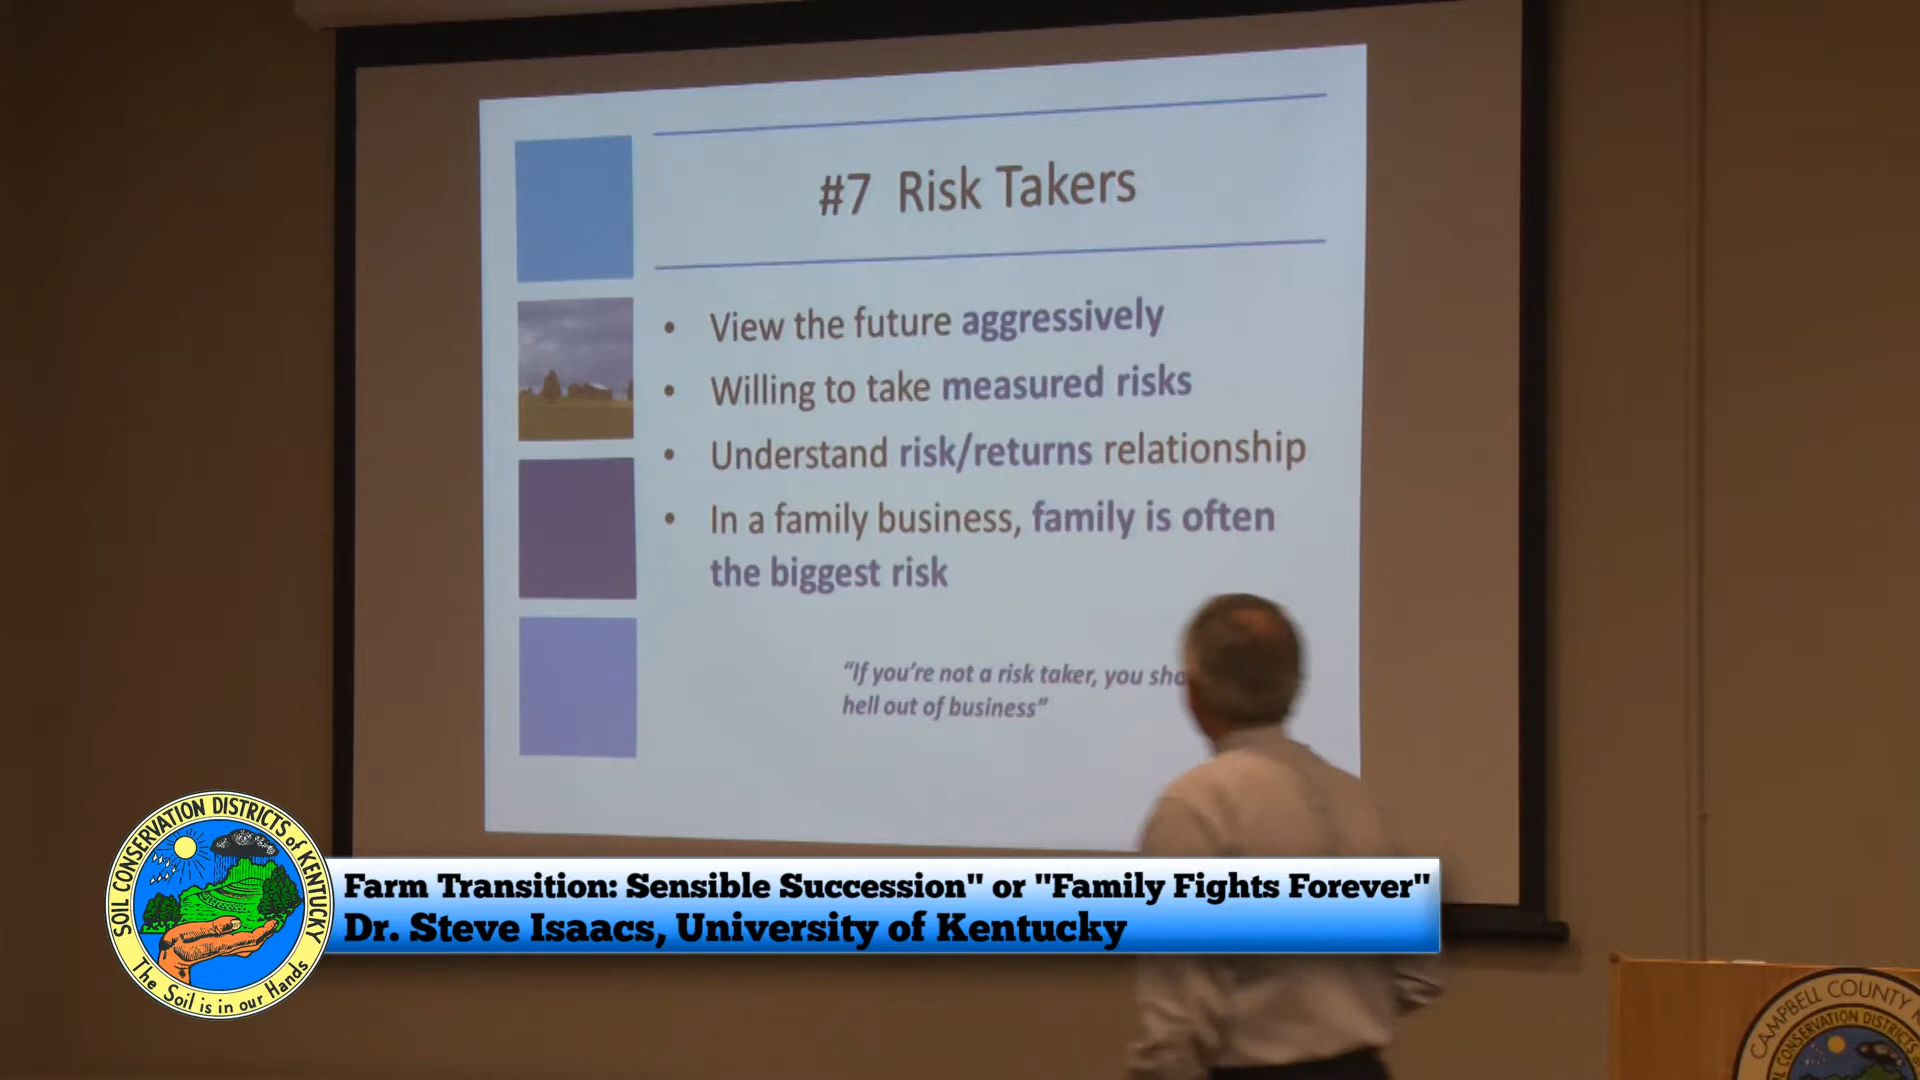 #7 Risk Takers
• View the future aggressively
• Willing to take measured risks
• Understand risk/returns relationship
• In a family business, family is often
the biggest risk
“If you’re not a risk taker, you
hell out of business”
SOIL CONSERVATION DISTRICTS of KENTUCKY
The Soil is in our Hands
Farm Transition: Sensible Succession" or "Family Fights Forever"
Dr. Steve Isaacs, University of Kentucky
CAMPBELL COUNTY
CONSERVATION DISTRICTS